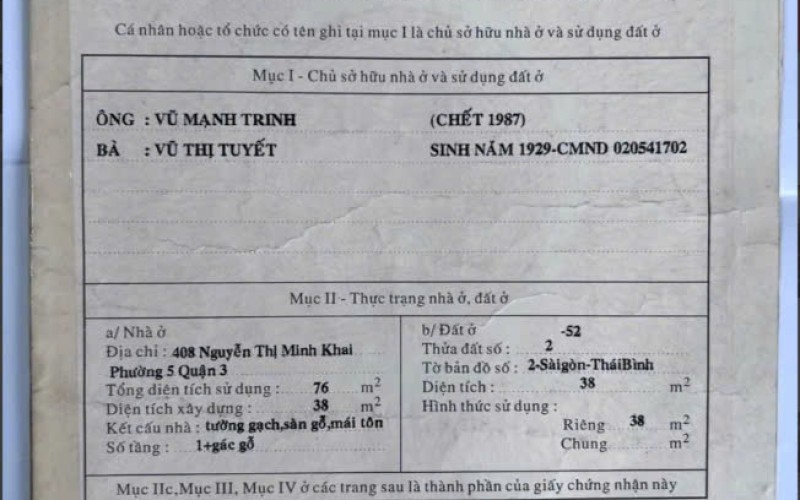 Cá nhân hoặc tổ chức có tên ghi tại mục I là chủ sở hữu nhà ở và sử dụng đất ở
Mục I - Chủ sở hữu nhà ở và sử dụng đất ở
ÔNG : VŨ MẠNH TRINH (CHẾT 1987)
BÀ : VŨ THỊ TUYẾT SINH NĂM 1929-CMND 020541702
Mục II - Thực trạng nhà ở, đất ở
a/ Nhà ở
Địa chỉ : 408 Nguyễn Thị Minh Khai
Phường 5 Quận 3
Tổng diện tích sử dụng : 76 m²
Diện tích xây dựng : 38 m²
Kết cấu nhà : tường gạch,sàn gỗ,mái tôn
Số tầng : 1+gác gỗ
b/ Đất ở -52
Thửa đất số : 2
Tờ bản đồ số : 2-Sàigòn-TháiBình
Diện tích : 38 m²
Hình thức sử dụng :
Riêng 38 m²
Chung m²
Mục IIc,Mục III, Mục IV ở các trang sau là thành phần của giấy chứng nhận này